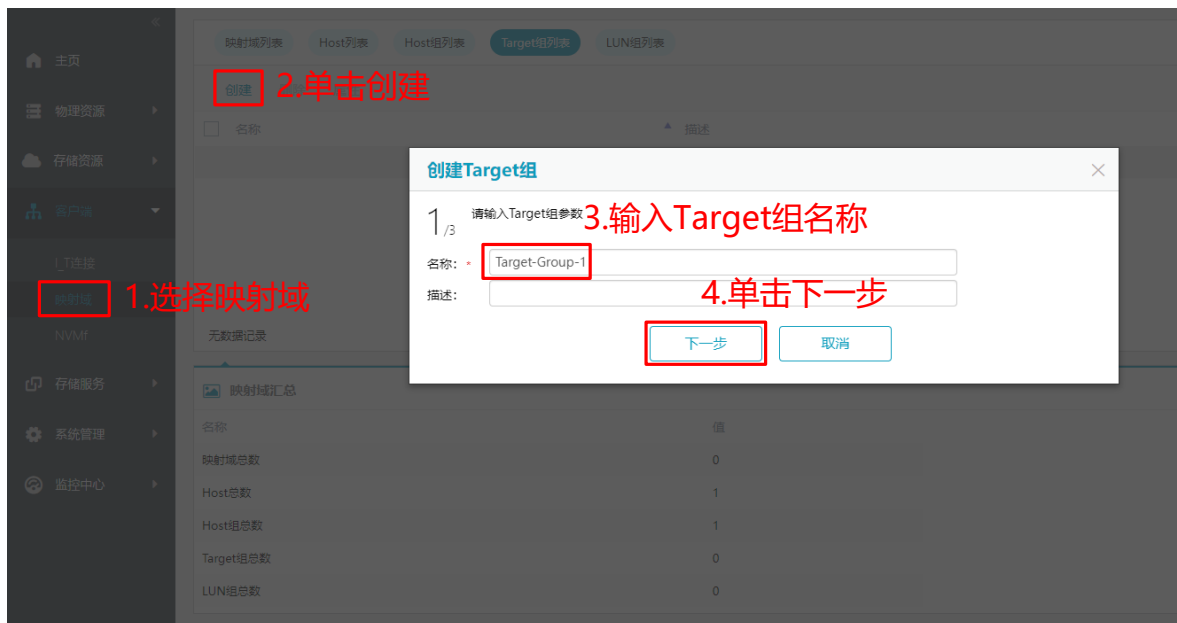 映射域列表 Host列表 Host组列表 Target组列表 LUN组列表
主页
创建 2.单击创建
物理资源
名称 描述
存储资源
创建Target组
客户端
1/3 请输入Target组参数 3.输入Target组名称
I_T连接
名称: * Target-Group-1
映射域 1.选择映射域
描述: 4.单击下一步
NVMf
无数据记录
下一步 取消
存储服务
映射域汇总
名称 值
系统管理
映射域总数 0
监控中心
Host总数 1
Host组总数 1
Target组总数 0
LUN组总数 0